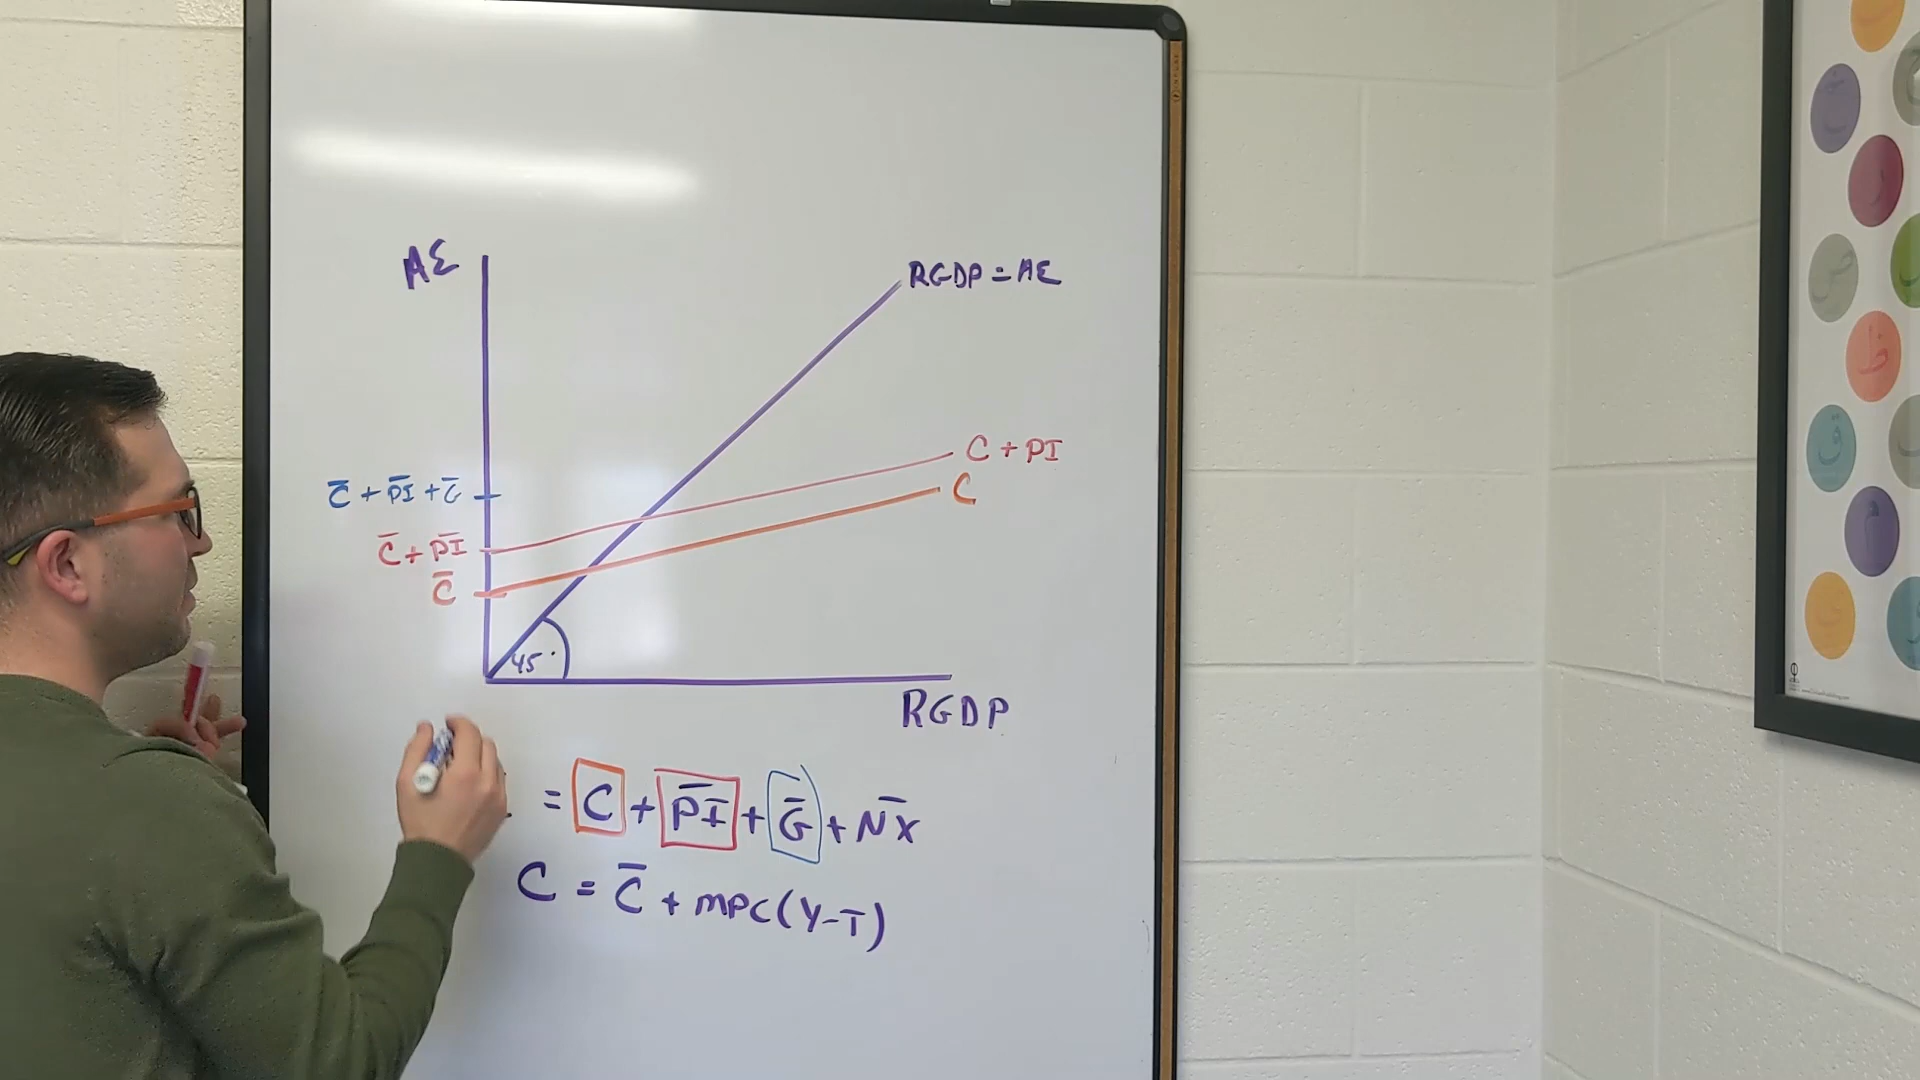 AE
RGDP = AE
C + PI
C
C̄ + P̄Ī + Ḡ
C̄ + P̄Ī
C̄
45°
RGDP
= C + P̄Ī + Ḡ + N̄X̄
C = C̄ + MPC(Y-T)